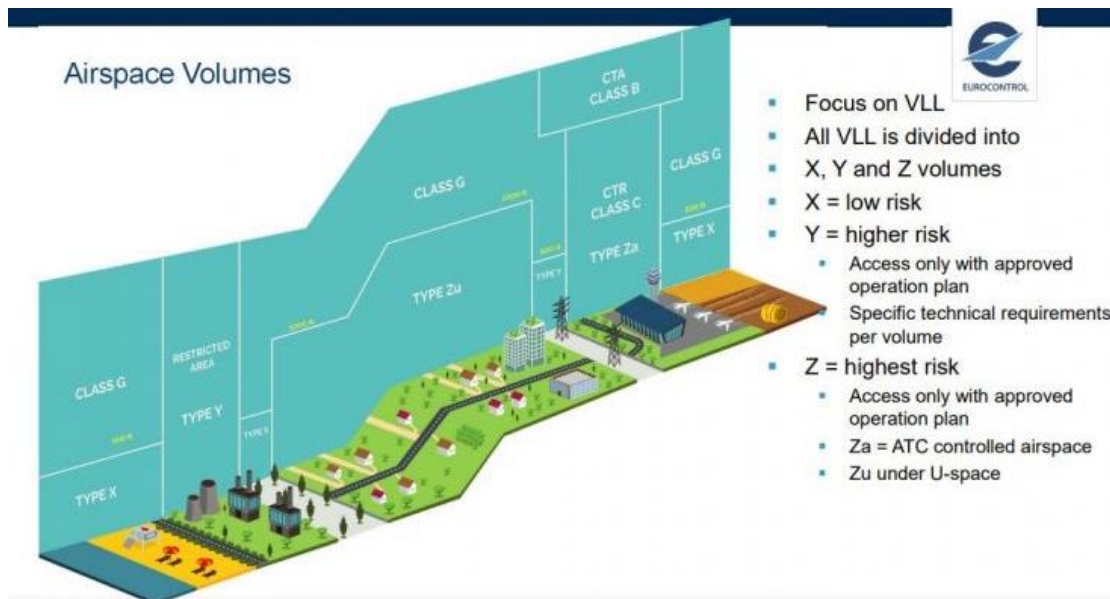 Airspace Volumes
EUROCONTROL
CTA
CLASS B
CLASS G
CLASS G
CTR
CLASS C
TYPE Za
TYPE X
TYPE Y
TYPE Zu
RESTRICTED
AREA
TYPE Y
CLASS G
TYPE X
Focus on VLL
All VLL is divided into
X, Y and Z volumes
X = low risk
Y = higher risk
Access only with approved
operation plan
Specific technical requirements
per volume
Z = highest risk
Access only with approved
operation plan
Za = ATC controlled airspace
Zu under U-space